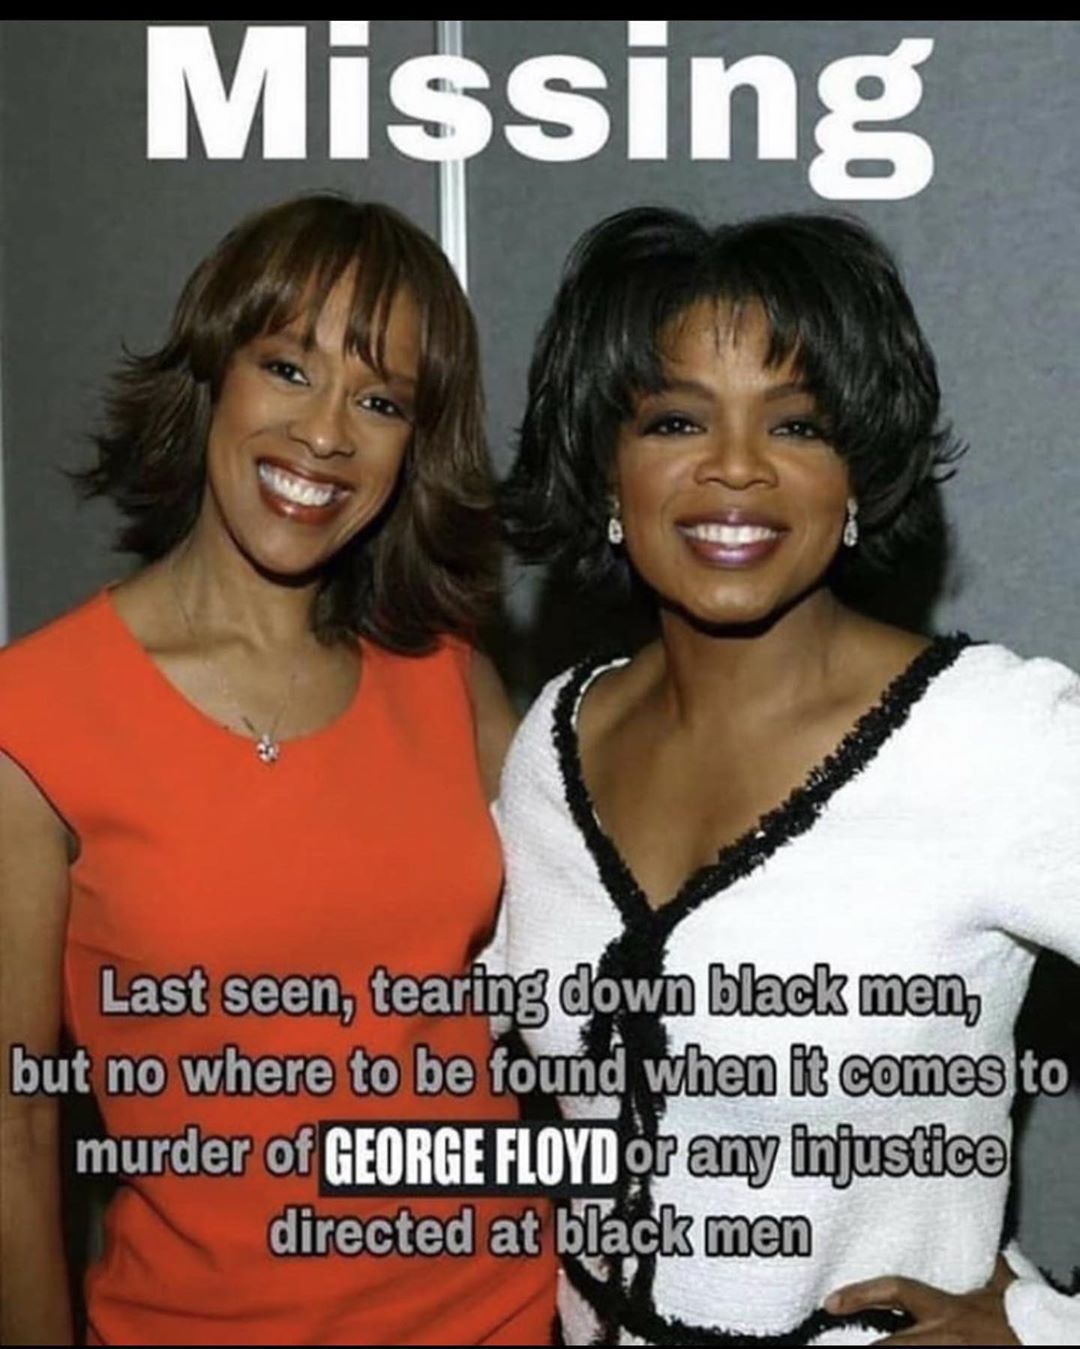 Missing
Last seen, tearing down black men,
but no where to be found when it comes to
murder of GEORGE FLOYD or any injustice
directed at black men